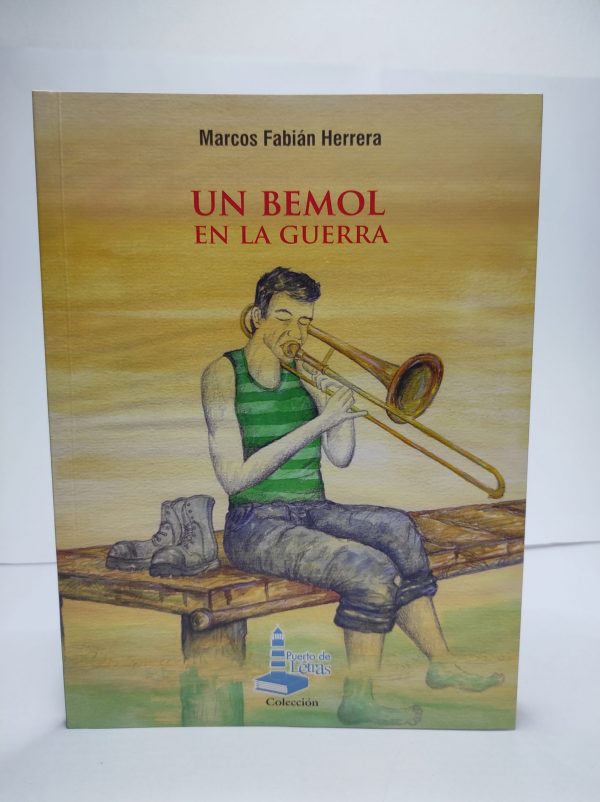 Marcos Fabián Herrera
UN BEMOL
EN LA GUERRA
Puerto de
Letras
Colección